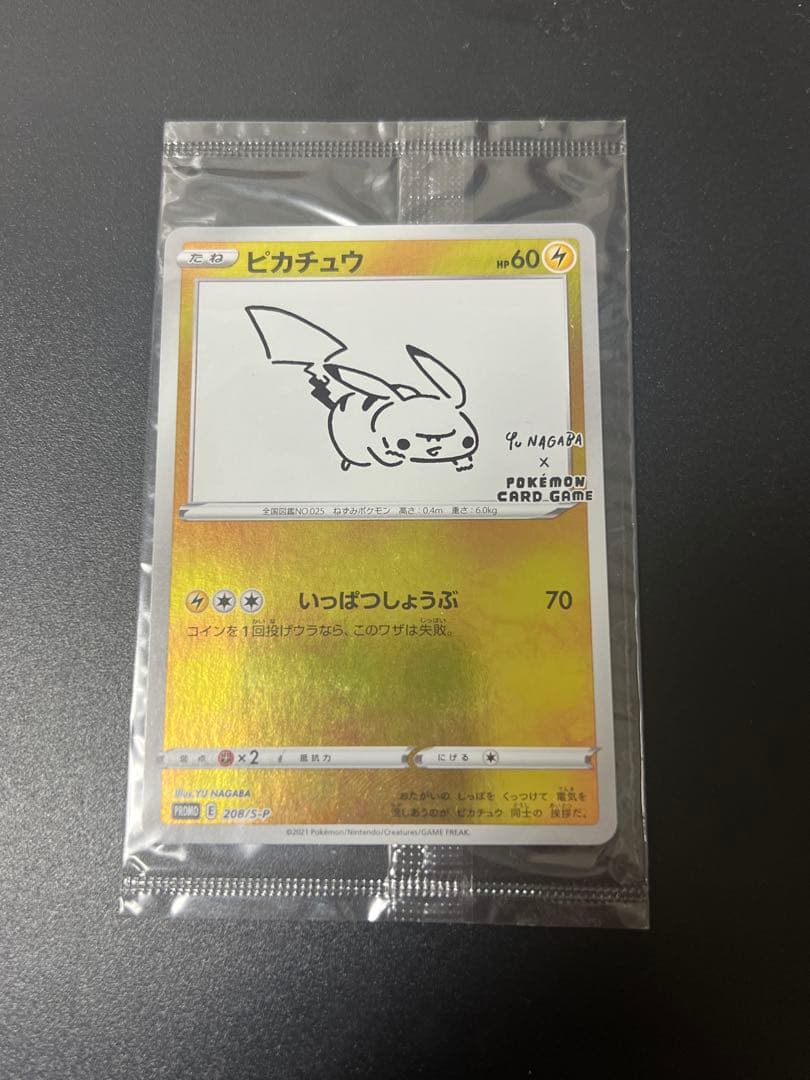 たね ピカチュウ HP60
Yu NAGABA
×
POKÉMON
CARD GAME
全国図鑑NO.025 ねずみポケモン 高さ:0.4m 重さ:6.0kg
いっぱつしょうぶ 70
コインを1回投げウラなら、このワザは失敗。
弱点 ×2 抵抗力 にげる
Illus. YU NAGABA
PROMO E 208/S-P
おたがいの しっぽを くっつけて 電気を
流しあうのが ピカチュウ 同士の 挨拶だ。
©2021 Pokémon/Nintendo/Creatures/GAME FREAK.